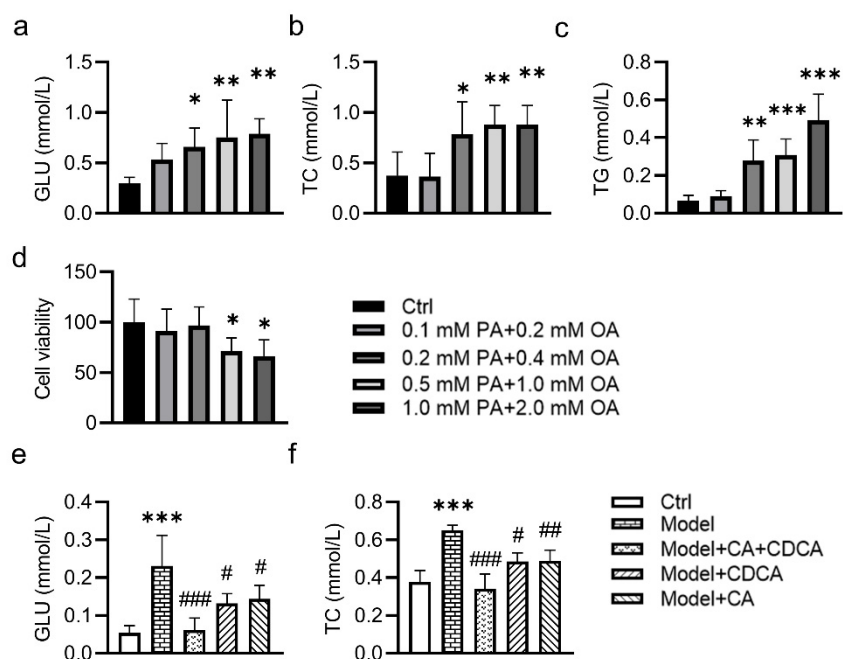 a
b
c
GLU (mmol/L)
1.5
1.0
0.5
0.0
*
**
**
TC (mmol/L)
1.5
1.0
0.5
0.0
*
**
**
TG (mmol/L)
0.8
0.6
0.4
0.2
0.0
**
***
***
d
Cell viability
150
100
50
0
*
*
Ctrl
0.1 mM PA+0.2 mM OA
0.2 mM PA+0.4 mM OA
0.5 mM PA+1.0 mM OA
1.0 mM PA+2.0 mM OA
e
f
GLU (mmol/L)
0.4
0.3
0.2
0.1
0.0
***
###
#
#
TC (mmol/L)
0.8
0.6
0.4
0.2
0.0
***
###
#
##
Ctrl
Model
Model+CA+CDCA
Model+CDCA
Model+CA